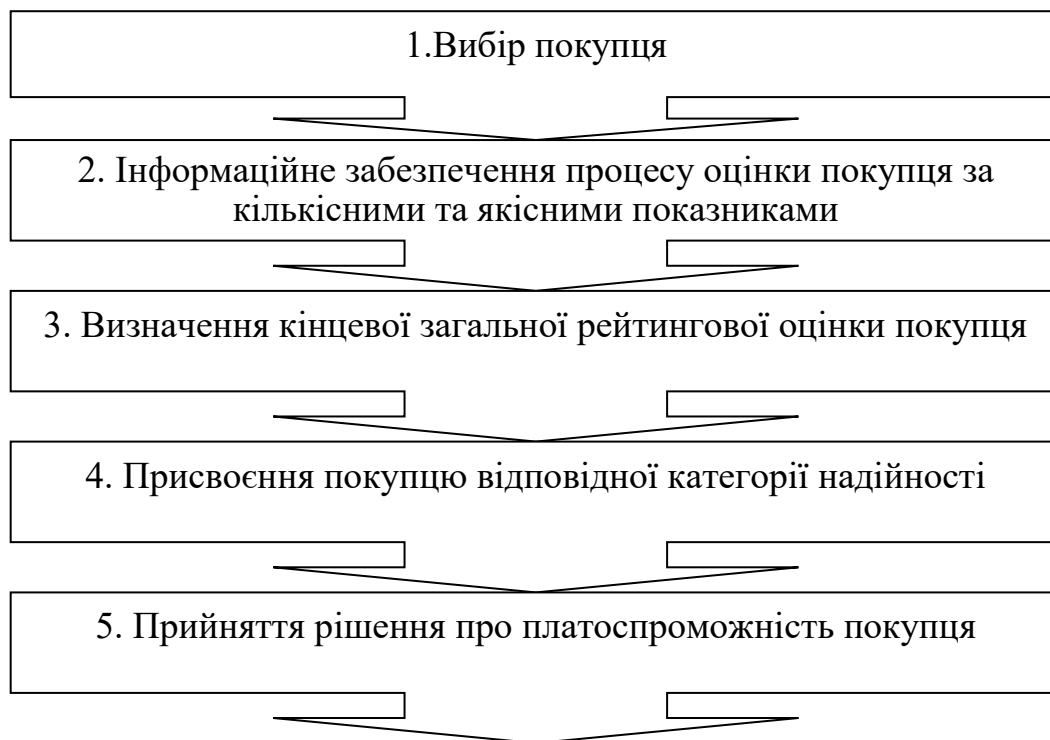 1.Вибір покупця
2. Інформаційне забезпечення процесу оцінки покупця за
кількісними та якісними показниками
3. Визначення кінцевої загальної рейтингової оцінки покупця
4. Присвоєння покупцю відповідної категорії надійності
5. Прийняття рішення про платоспроможність покупця